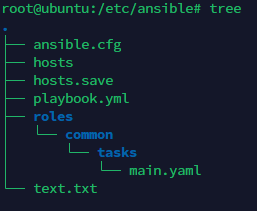 root@ubuntu:/etc/ansible# tree
.
├── ansible.cfg
├── hosts
├── hosts.save
├── playbook.yml
├── roles
│   └── common
│       └── tasks
│           └── main.yaml
└── text.txt